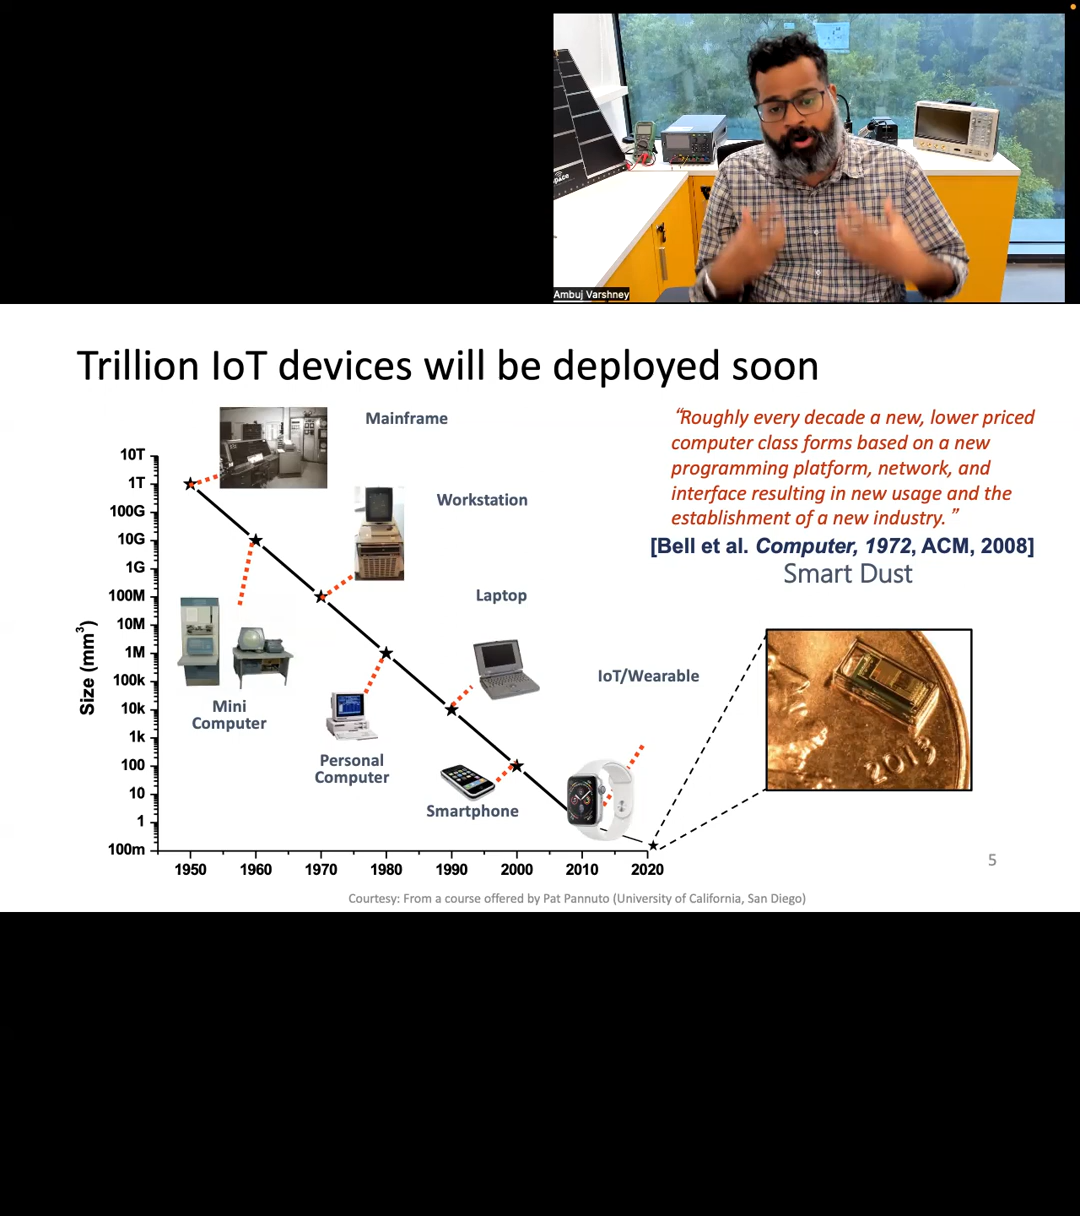 Ambuj Varshney
Trillion IoT devices will be deployed soon
“Roughly every decade a new, lower priced
computer class forms based on a new
programming platform, network, and
interface resulting in new usage and the
establishment of a new industry. ”
[Bell et al. Computer, 1972, ACM, 2008]
Smart Dust
Mainframe
Workstation
Laptop
IoT/Wearable
Mini
Computer
Personal
Computer
Smartphone
2013
Size (mm³)
10T
1T
100G
10G
1G
100M
10M
1M
100k
10k
1k
100
10
1
100m
1950 1960 1970 1980 1990 2000 2010 2020
5
Courtesy: From a course offered by Pat Pannuto (University of California, San Diego)